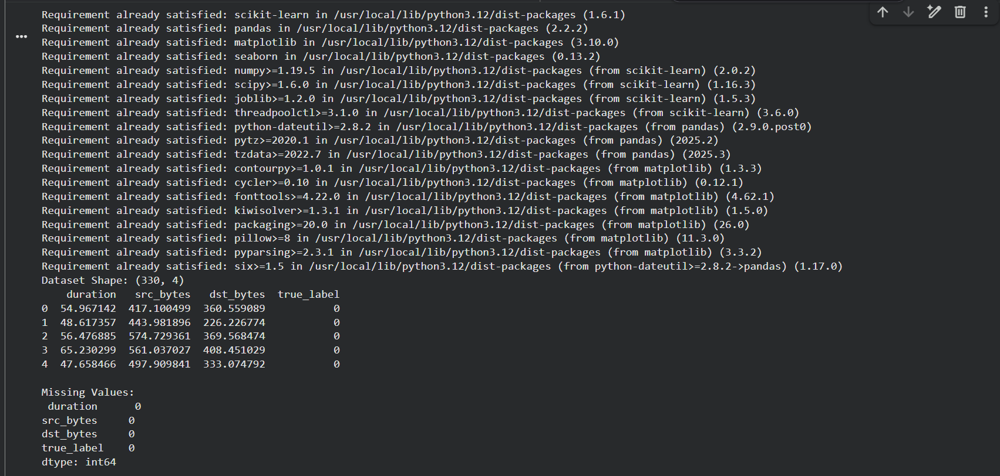 Requirement already satisfied: scikit-learn in /usr/local/lib/python3.12/dist-packages (1.6.1)
Requirement already satisfied: pandas in /usr/local/lib/python3.12/dist-packages (2.2.2)
Requirement already satisfied: matplotlib in /usr/local/lib/python3.12/dist-packages (3.10.0)
Requirement already satisfied: seaborn in /usr/local/lib/python3.12/dist-packages (0.13.2)
Requirement already satisfied: numpy>=1.19.5 in /usr/local/lib/python3.12/dist-packages (from scikit-learn) (2.0.2)
Requirement already satisfied: scipy>=1.6.0 in /usr/local/lib/python3.12/dist-packages (from scikit-learn) (1.16.3)
Requirement already satisfied: joblib>=1.2.0 in /usr/local/lib/python3.12/dist-packages (from scikit-learn) (1.5.3)
Requirement already satisfied: threadpoolctl>=3.1.0 in /usr/local/lib/python3.12/dist-packages (from scikit-learn) (3.6.0)
Requirement already satisfied: python-dateutil>=2.8.2 in /usr/local/lib/python3.12/dist-packages (from pandas) (2.9.0.post0)
Requirement already satisfied: pytz>=2020.1 in /usr/local/lib/python3.12/dist-packages (from pandas) (2025.2)
Requirement already satisfied: tzdata>=2022.7 in /usr/local/lib/python3.12/dist-packages (from pandas) (2025.3)
Requirement already satisfied: contourpy>=1.0.1 in /usr/local/lib/python3.12/dist-packages (from matplotlib) (1.3.3)
Requirement already satisfied: cycler>=0.10 in /usr/local/lib/python3.12/dist-packages (from matplotlib) (0.12.1)
Requirement already satisfied: fonttools>=4.22.0 in /usr/local/lib/python3.12/dist-packages (from matplotlib) (4.62.1)
Requirement already satisfied: kiwisolver>=1.3.1 in /usr/local/lib/python3.12/dist-packages (from matplotlib) (1.5.0)
Requirement already satisfied: packaging>=20.0 in /usr/local/lib/python3.12/dist-packages (from matplotlib) (26.0)
Requirement already satisfied: pillow>=8 in /usr/local/lib/python3.12/dist-packages (from matplotlib) (11.3.0)
Requirement already satisfied: pyparsing>=2.3.1 in /usr/local/lib/python3.12/dist-packages (from matplotlib) (3.3.2)
Requirement already satisfied: six>=1.5 in /usr/local/lib/python3.12/dist-packages (from python-dateutil>=2.8.2->pandas) (1.17.0)
Dataset Shape: (330, 4)
    duration   src_bytes   dst_bytes  true_label
0  54.967142  417.100499  360.559089           0
1  48.617357  443.981896  226.226774           0
2  56.476885  574.729361  369.568474           0
3  65.230299  561.037027  408.451029           0
4  47.658466  497.909841  333.074792           0

Missing Values:
 duration      0
src_bytes     0
dst_bytes     0
true_label    0
dtype: int64